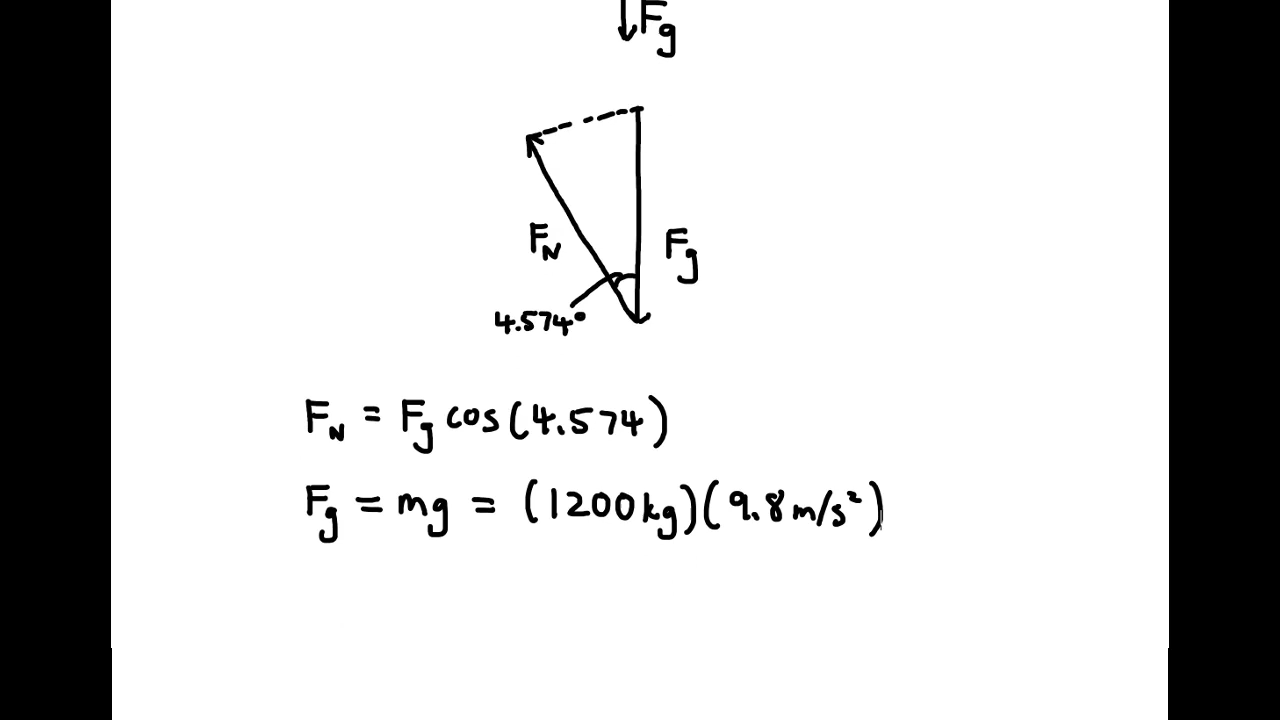 Fg
FN
Fg
4.574°
FN = Fg cos(4.574)
Fg = mg = (1200kg)(9.8m/s²)